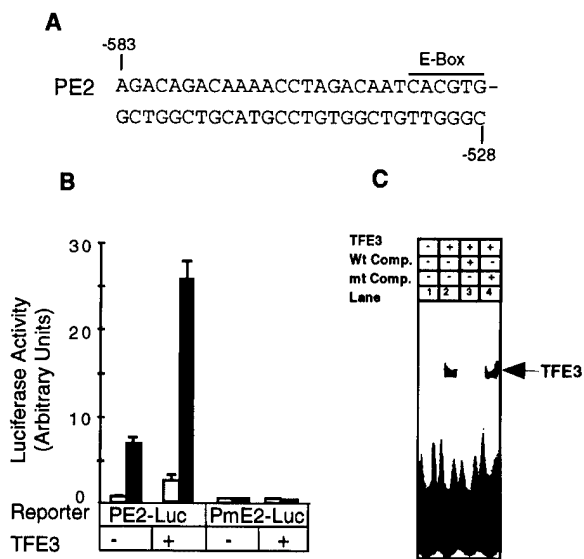 A
-583
E-Box
PE2
AGACAGACAAAACCTAGACAATCACGTG-
GCTGGCTGCATGCCTGTGGCTGTTGGGC
-528
B
C
30
20
10
0
Luciferase Activity
(Arbitrary Units)
Reporter PE2-Luc PmE2-Luc
TFE3 - + - +
TFE3 - + + +
Wt Comp. - - + -
mt Comp. - - - +
Lane 1 2 3 4
TFE3